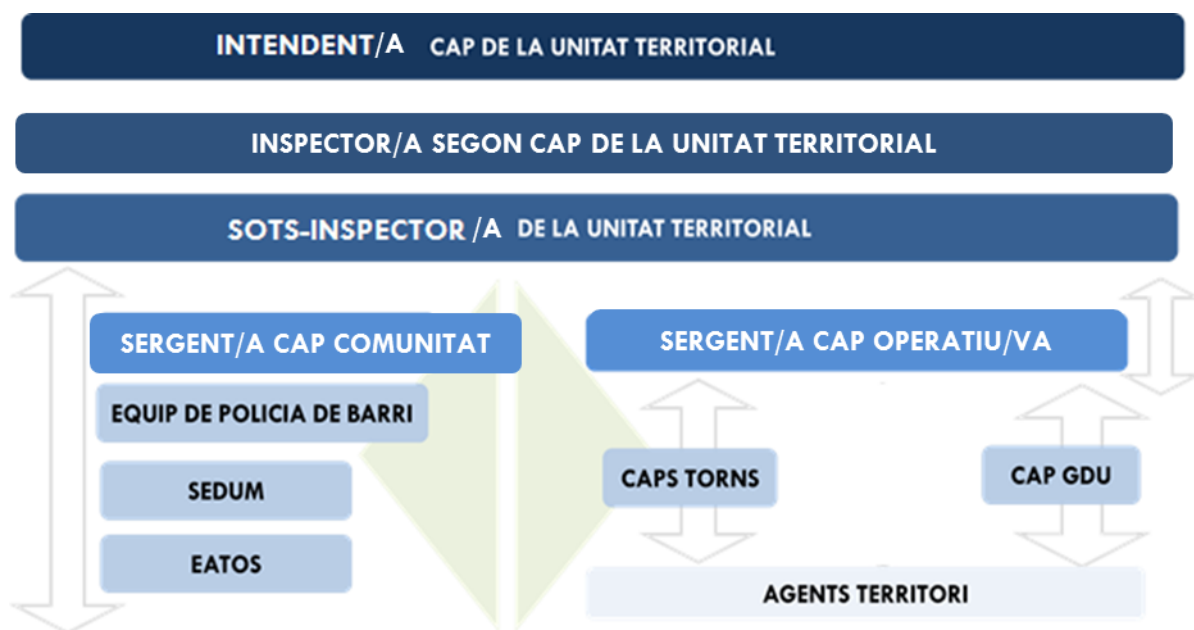 INTENDENT/A CAP DE LA UNITAT TERRITORIAL
INSPECTOR/A SEGON CAP DE LA UNITAT TERRITORIAL
SOTS-INSPECTOR /A DE LA UNITAT TERRITORIAL
SERGENT/A CAP COMUNITAT
EQUIP DE POLICIA DE BARRI
SEDUM
EATOS
SERGENT/A CAP OPERATIU/VA
CAPS TORNS
CAP GDU
AGENTS TERRITORI